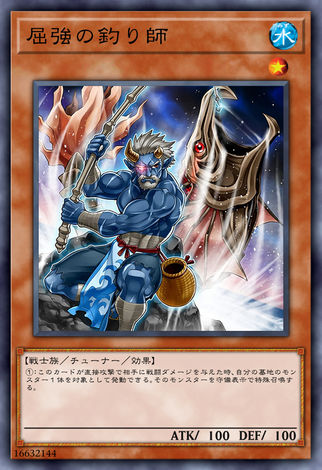 屈強の釣り師
水
【戦士族／チューナー／効果】
①：このカードが直接攻撃で相手に戦闘ダメージを与えた時、自分の墓地のモン
スター１体を対象として発動できる。そのモンスターを守備表示で特殊召喚す
る。
ATK/ 100 DEF/ 100
16632144